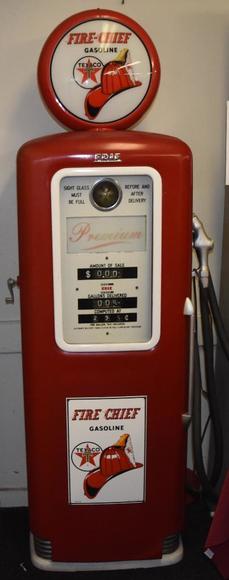 FIRE-CHIEF
GASOLINE
TEXACO
T
ERIE
SIGHT GLASS MUST BE FULL
BEFORE AND AFTER DELIVERY
Premium
AMOUNT OF SALE
$ 0.00
ERIE
GALLONS DELIVERED
00
COMPUTED AT
FIRE CHIEF
GASOLINE
TEXACO
T